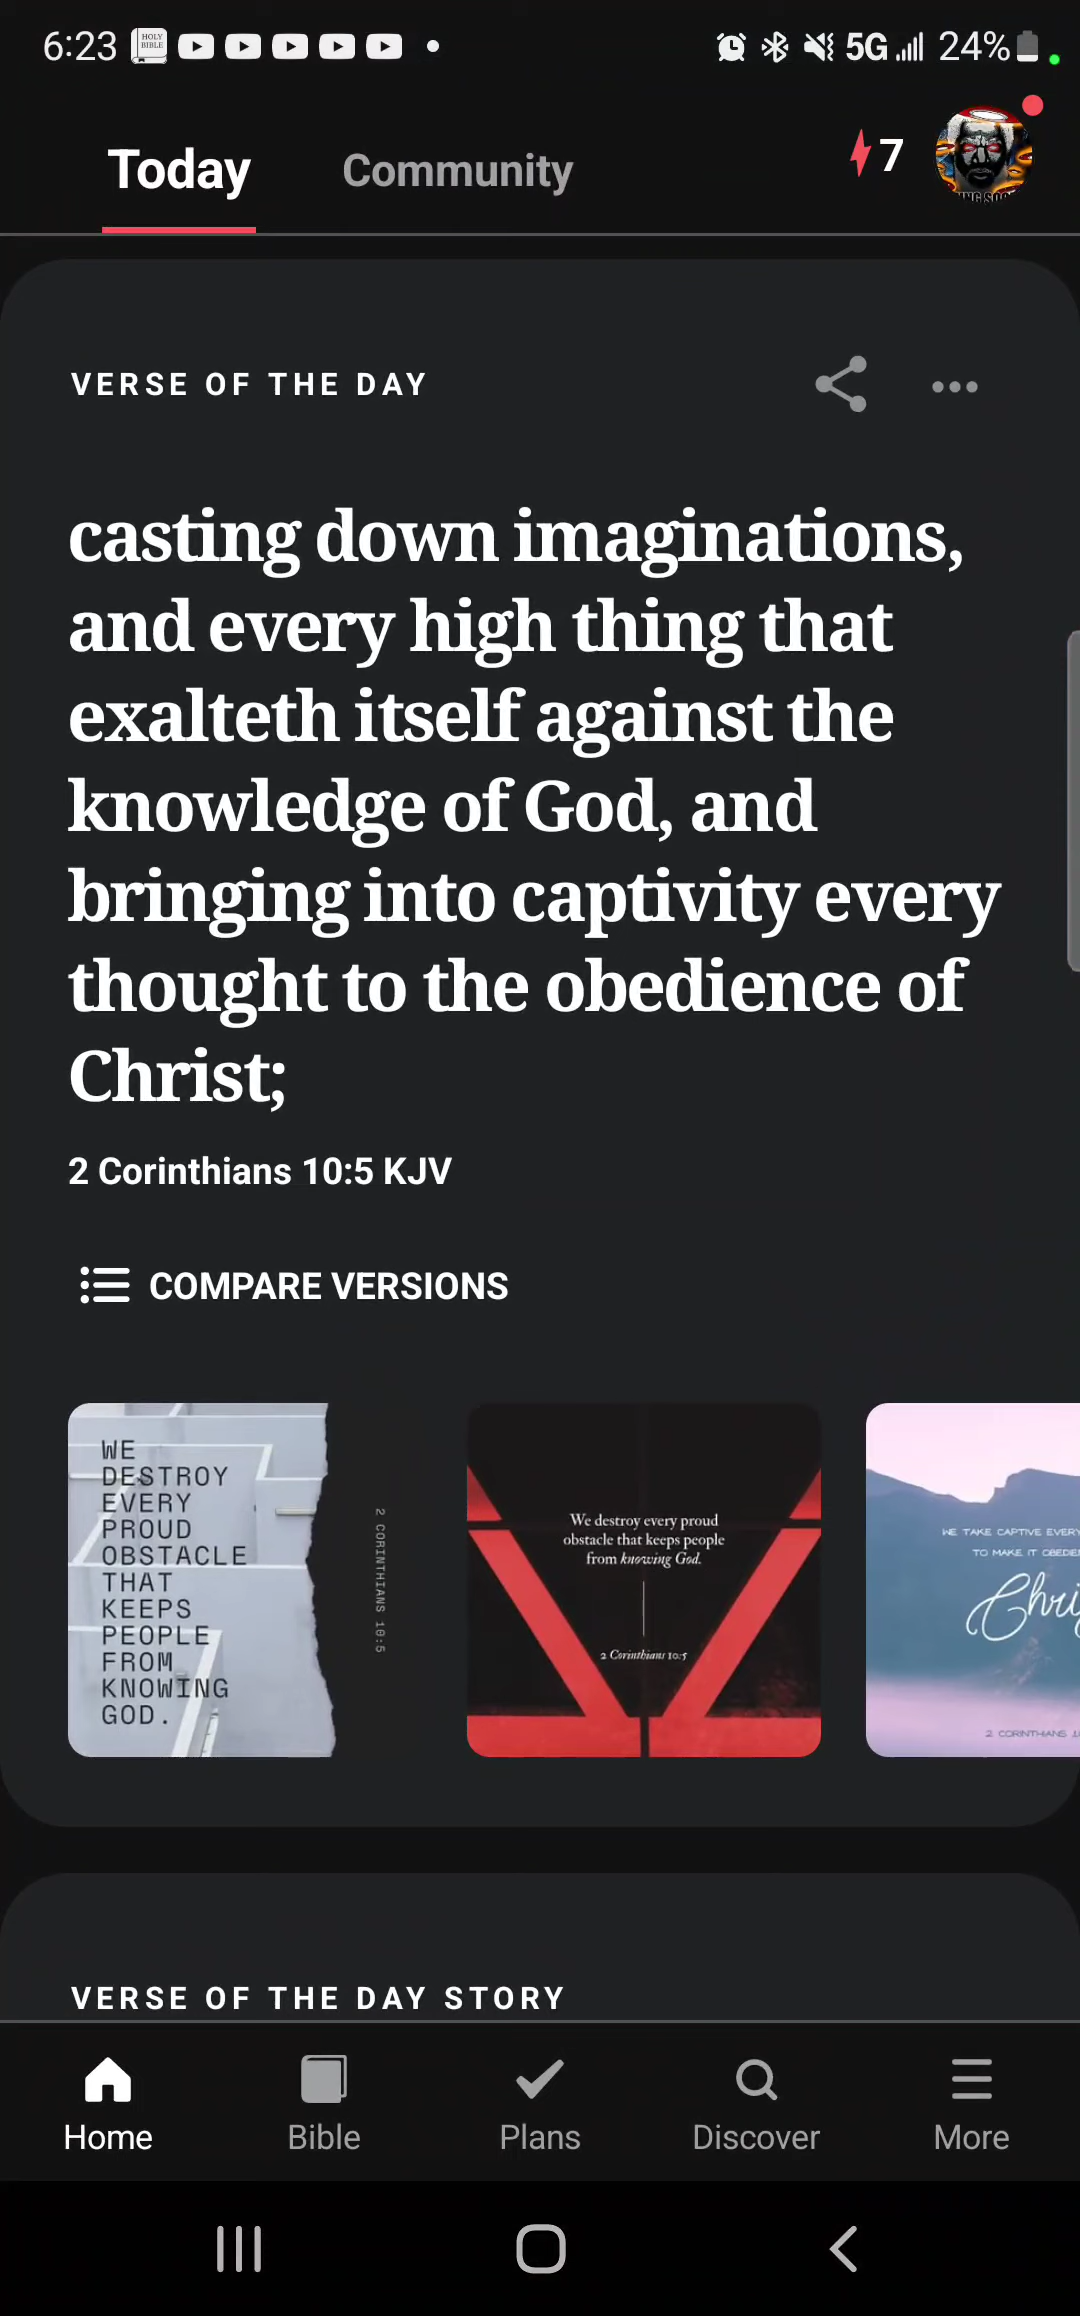 6:23
HOLY
BIBLE
5G
24%
Today
Community
7
VERSE OF THE DAY
casting down imaginations,
and every high thing that
exalteth itself against the
knowledge of God, and
bringing into captivity every
thought to the obedience of
Christ;
2 Corinthians 10:5 KJV
COMPARE VERSIONS
WE
DESTROY
EVERY
PROUD
OBSTACLE
THAT
KEEPS
PEOPLE
FROM
KNOWING
GOD.
2 CORINTHIANS 10:5
We destroy every proud
obstacle that keeps people
from knowing God.
2 Corinthians 10:5
WE TAKE CAPTIVE EVERY
TO MAKE IT
2 CORINTHIANS
VERSE OF THE DAY STORY
Home
Bible
Plans
Discover
More